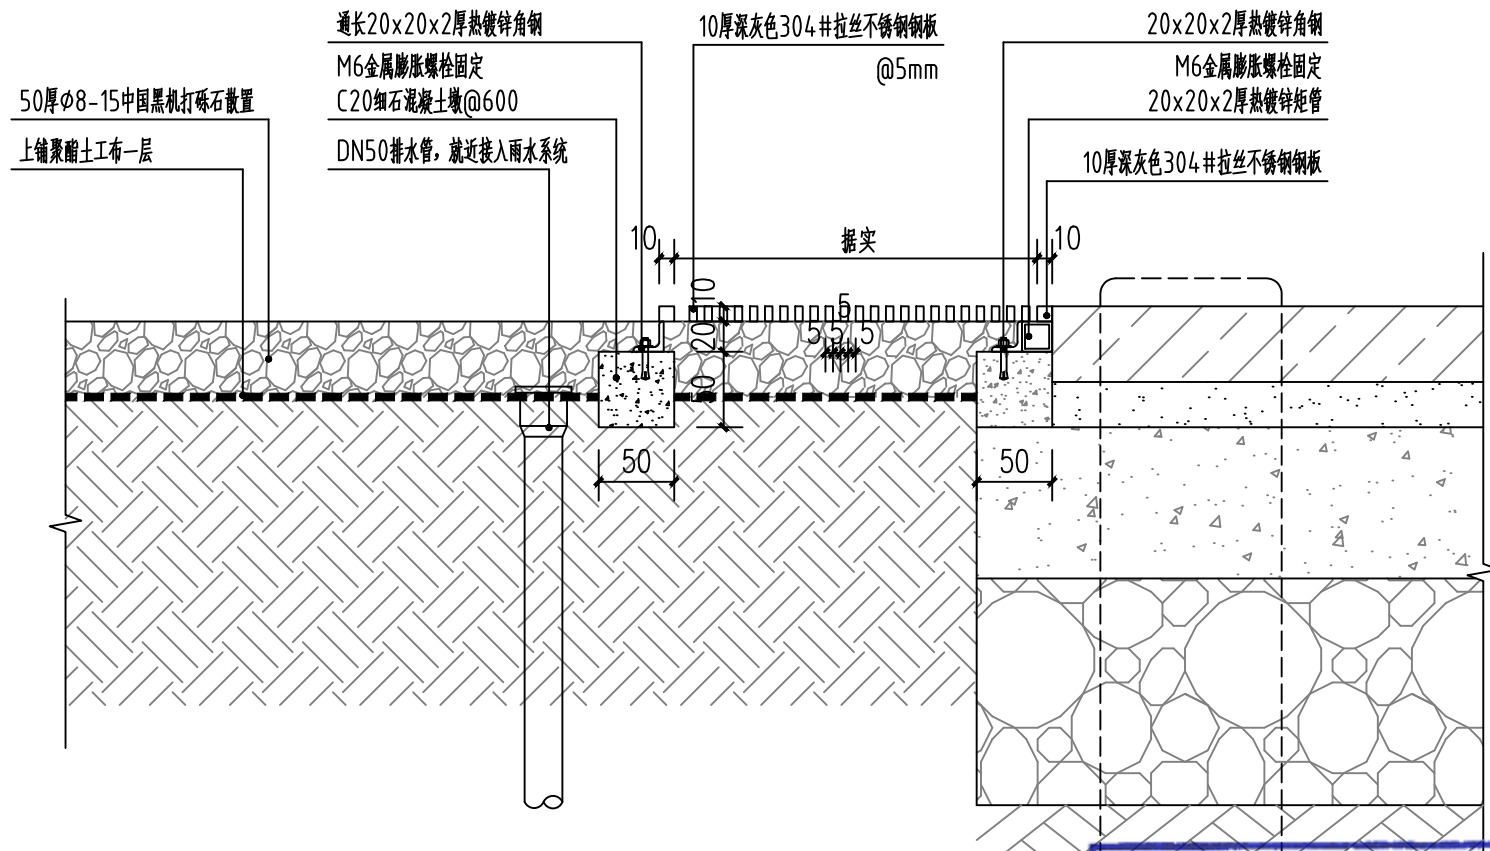 通长20x20x2厚热镀锌角钢
M6金属膨胀螺栓固定
C20细石混凝土墩@600
DN50排水管，就近接入雨水系统
50厚Φ8-15中国黑机打砾石散置
上铺聚酯土工布一层
10厚深灰色304#拉丝不锈钢钢板
@5mm
20x20x2厚热镀锌角钢
M6金属膨胀螺栓固定
20x20x2厚热镀锌矩管
10厚深灰色304#拉丝不锈钢钢板
10
据实
10
10
5
20
5
5
5
50
50